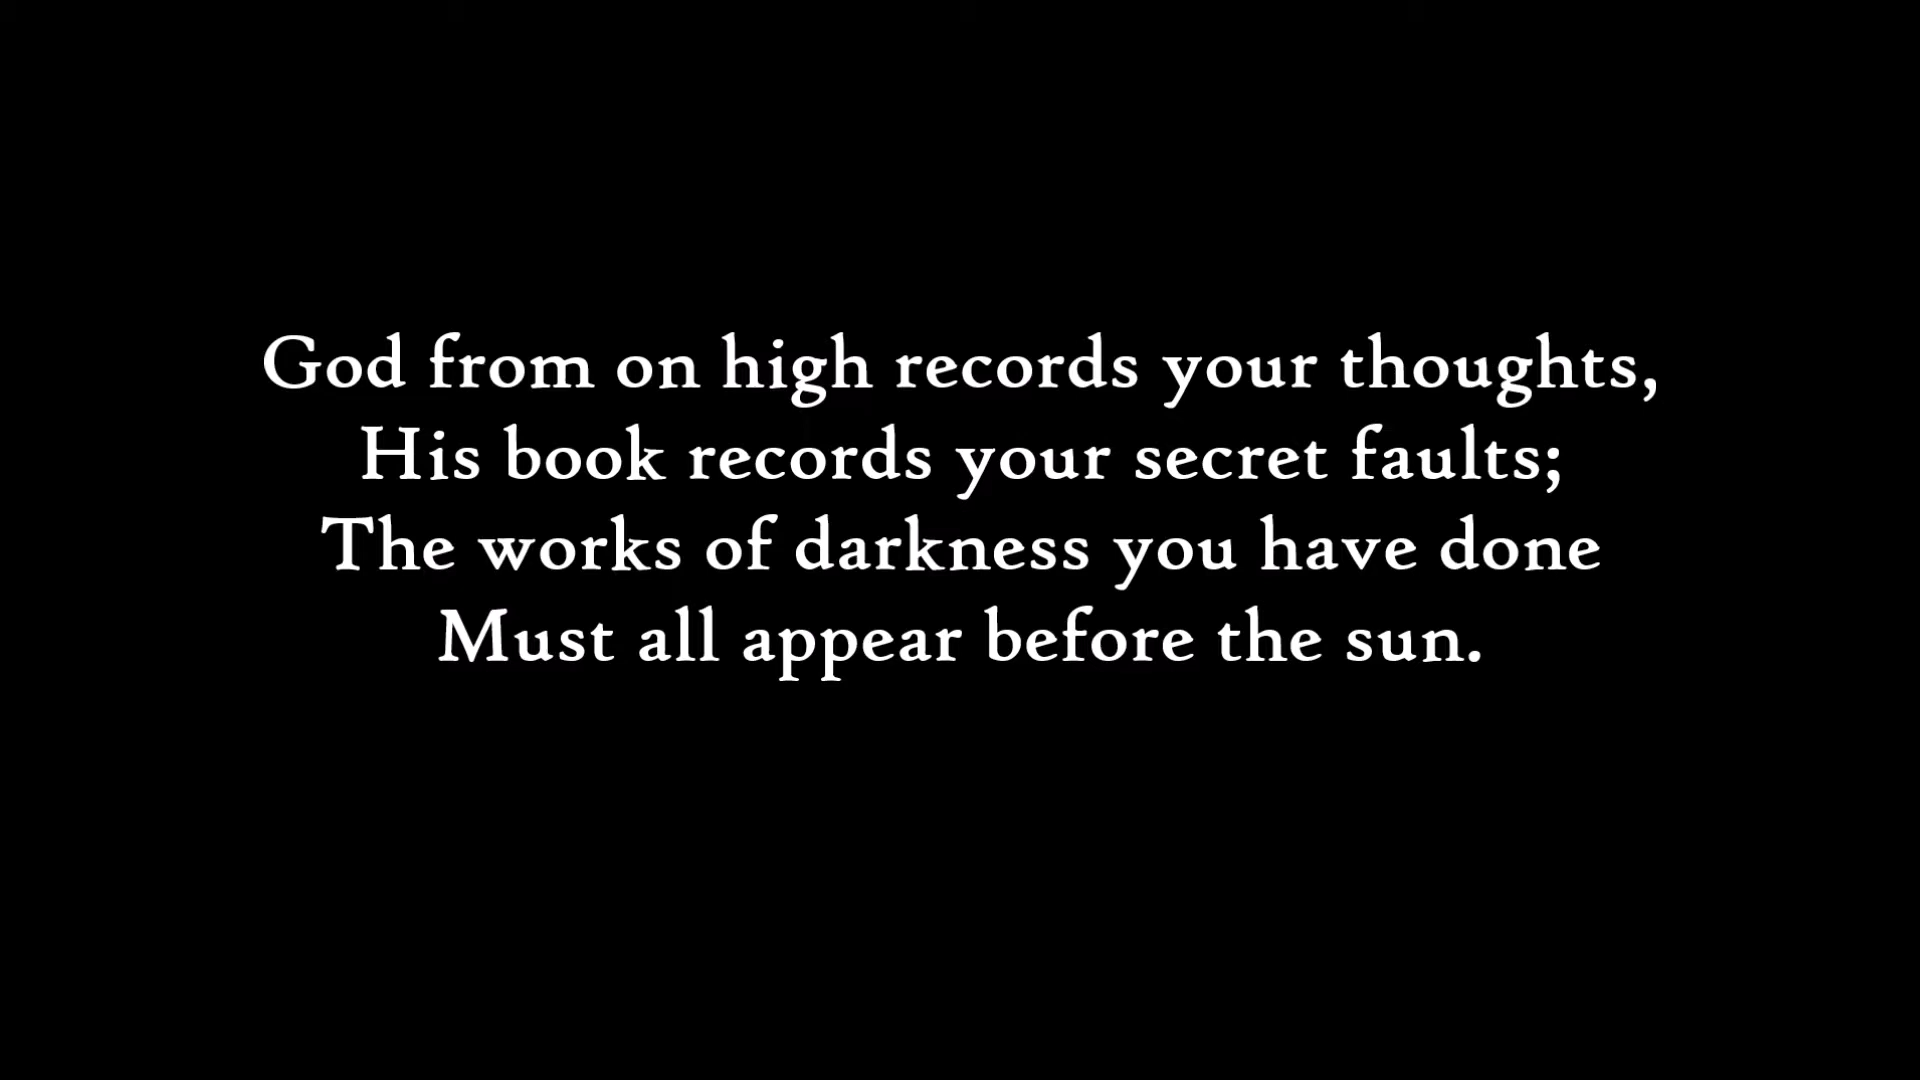 God from on high records your thoughts,
His book records your secret faults;
The works of darkness you have done
Must all appear before the sun.